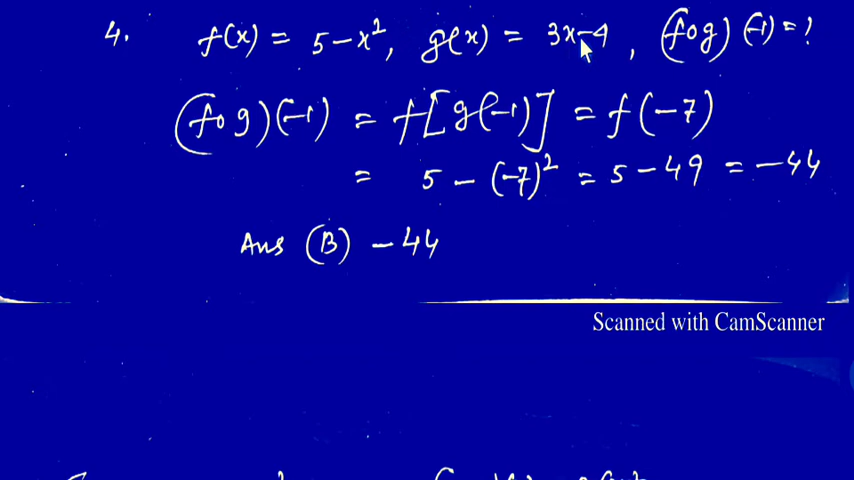 4. f(x) = 5-x², g(x) = 3x-4, (fog)(-1) = ?
(fog)(-1) = f[g(-1)] = f(-7)
= 5 - (-7)² = 5 - 49 = -44
Ans (B) -44
Scanned with CamScanner